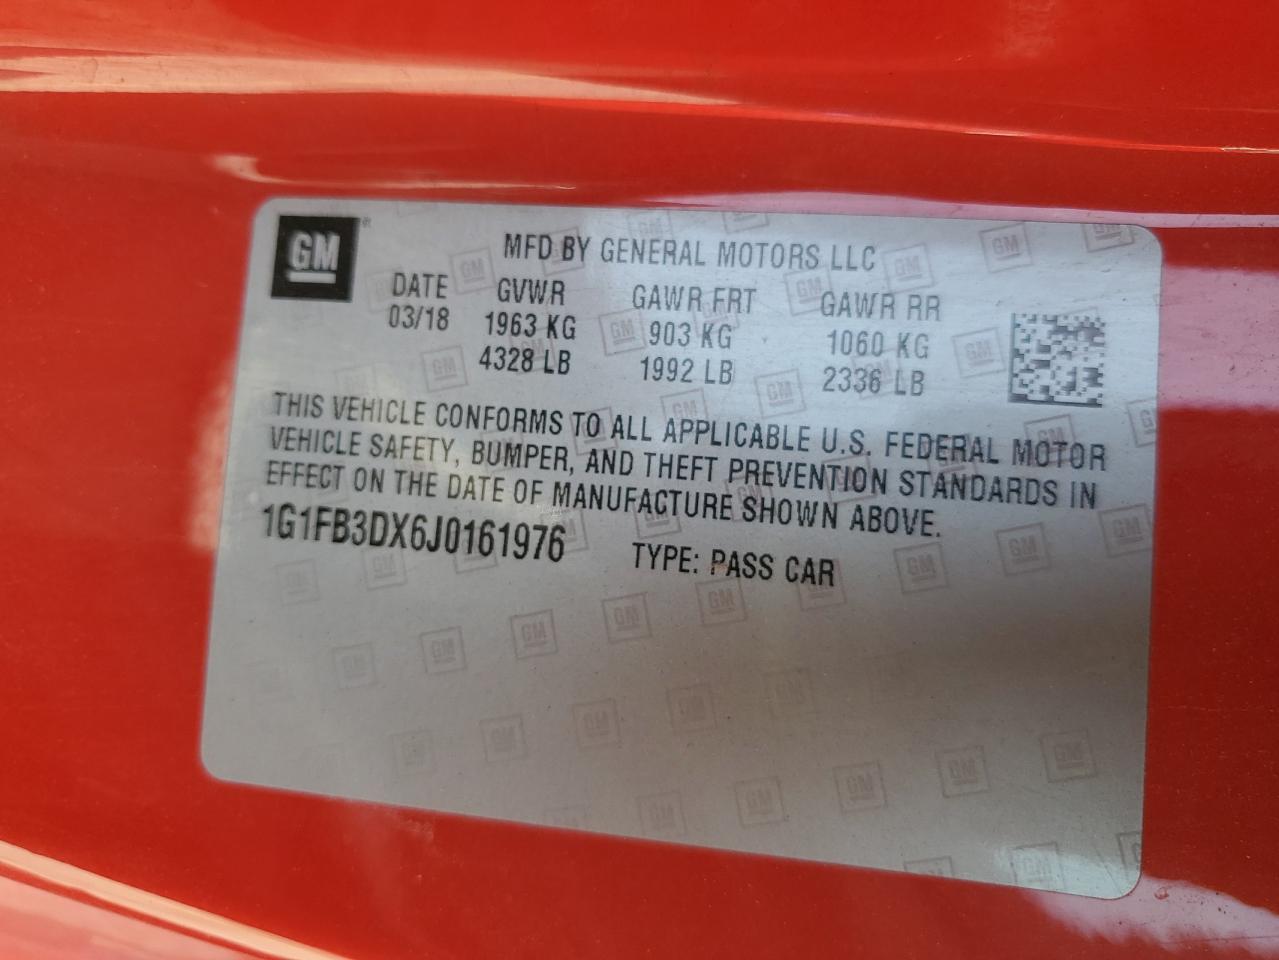 GM
MFD BY GENERAL MOTORS LLC
DATE GVWR GAWR FRT GAWR RR
03/18 1963 KG 903 KG 1060 KG
4328 LB 1992 LB 2336 LB
THIS VEHICLE CONFORMS TO ALL APPLICABLE U.S. FEDERAL MOTOR
VEHICLE SAFETY, BUMPER, AND THEFT PREVENTION STANDARDS IN
EFFECT ON THE DATE OF MANUFACTURE SHOWN ABOVE.
1G1FB3DX6J0161976 TYPE: PASS CAR